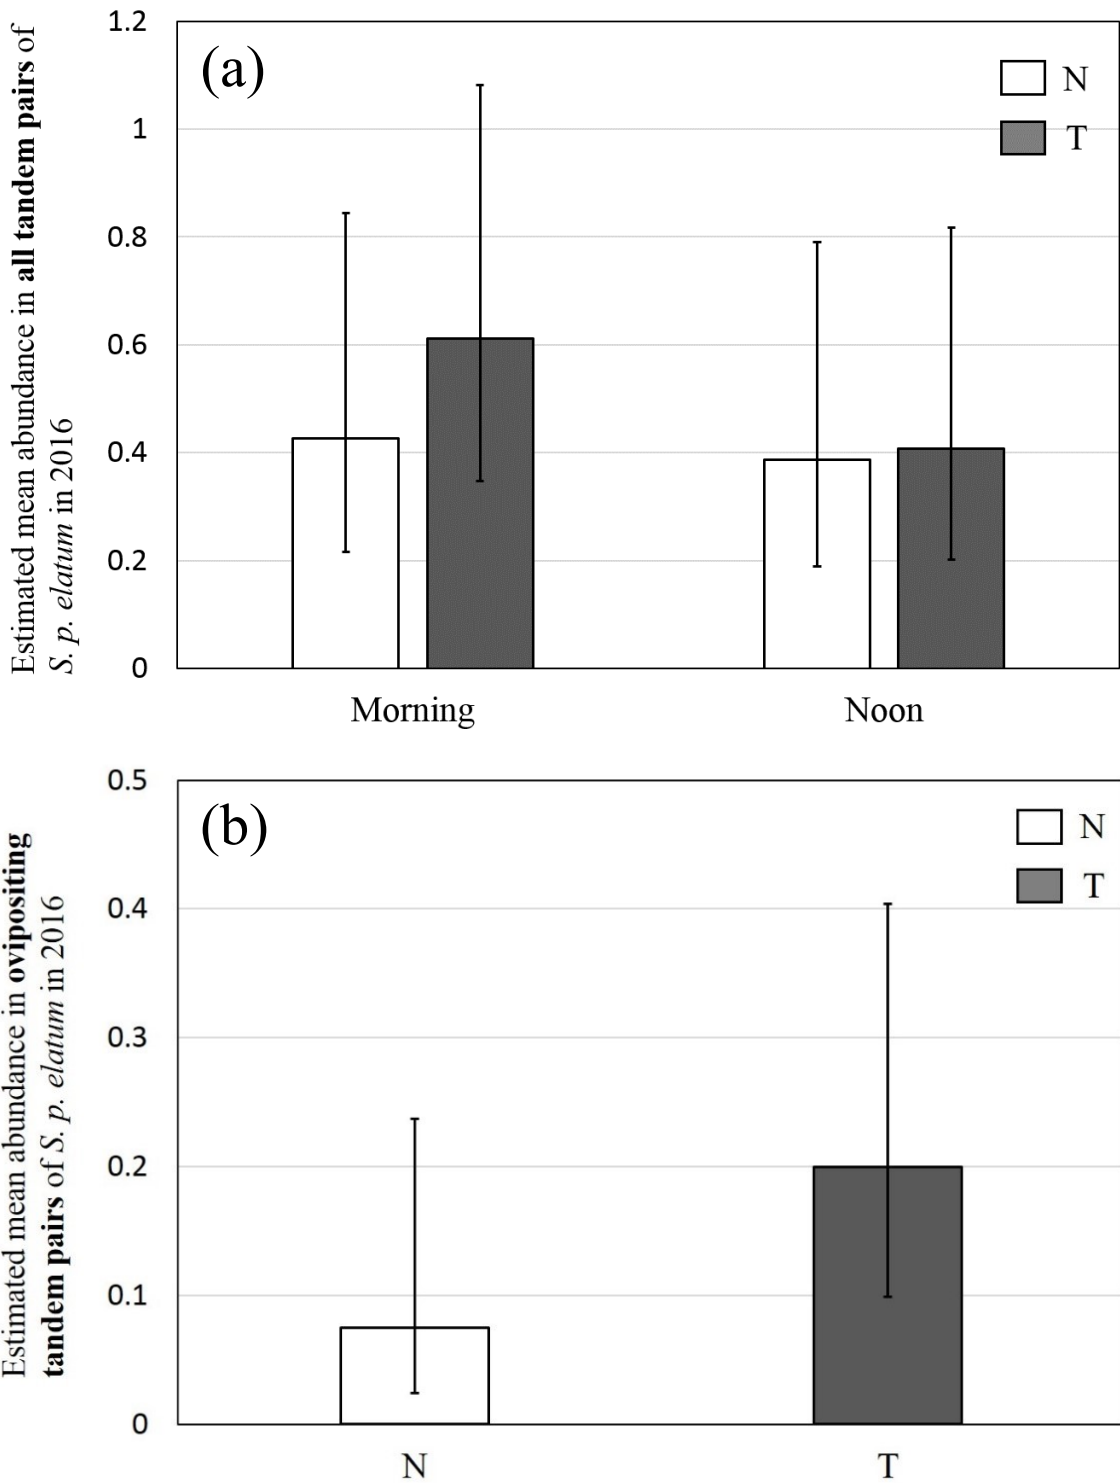 Estimated mean abundance in all tandem pairs of
S. p. elatum in 2016
1.2
1
0.8
0.6
0.4
0.2
0
(a)
N
T
Morning
Noon
Estimated mean abundance in ovipositing
tandem pairs of S. p. elatum in 2016
0.5
0.4
0.3
0.2
0.1
0
(b)
N
T
N
T